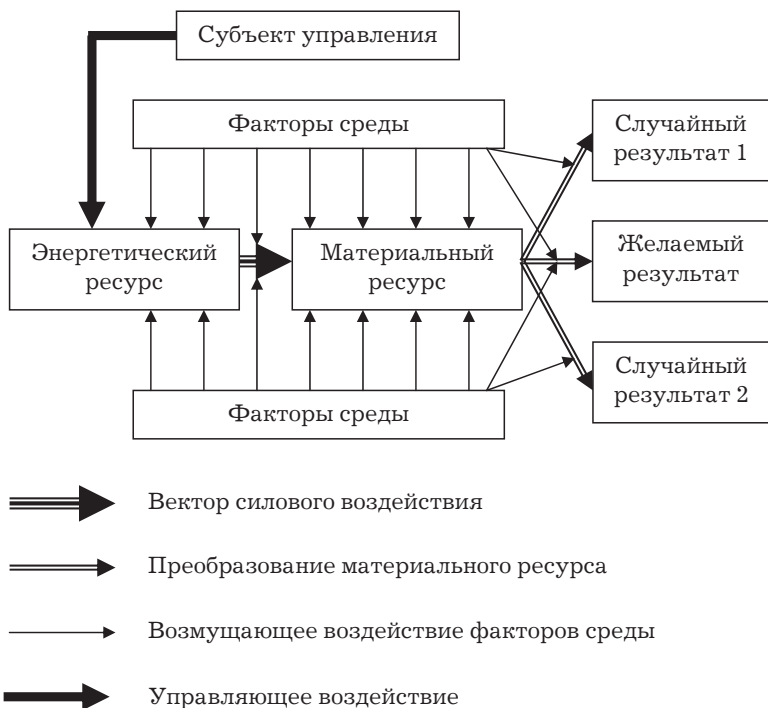 Субъект управления
Факторы среды
Случайный
результат 1
Энергетический
ресурс
Материальный
ресурс
Желаемый
результат
Случайный
результат 2
Факторы среды
Вектор силового воздействия
Преобразование материального ресурса
Возмущающее воздействие факторов среды
Управляющее воздействие